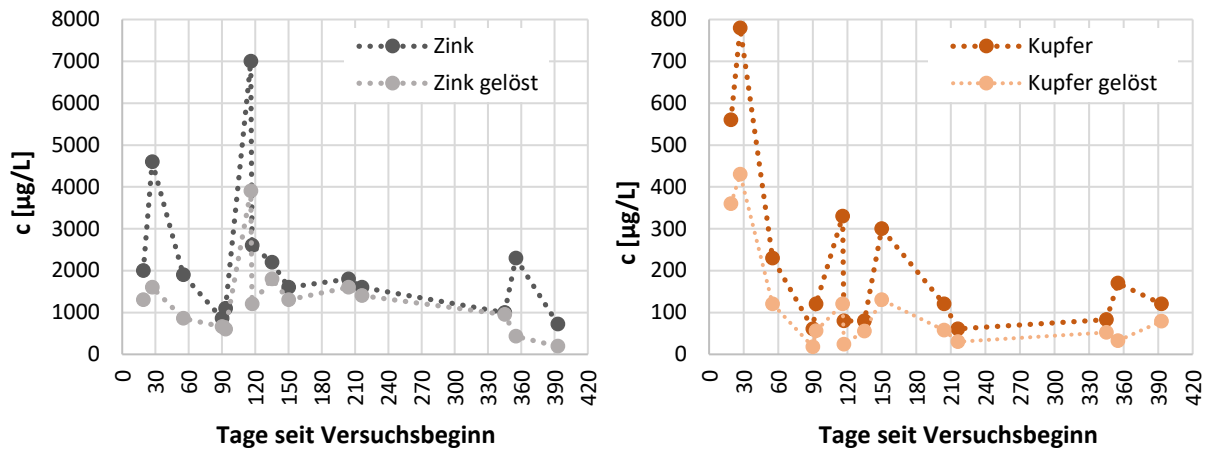 8000
7000
6000
5000
4000
3000
2000
1000
0
c [µg/L]
Zink
Zink gelöst
0 30 60 90 120 150 180 210 240 270 300 330 360 390 420
Tage seit Versuchsbeginn
800
700
600
500
400
300
200
100
0
c [µg/L]
Kupfer
Kupfer gelöst
0 30 60 90 120 150 180 210 240 270 300 330 360 390 420
Tage seit Versuchsbeginn